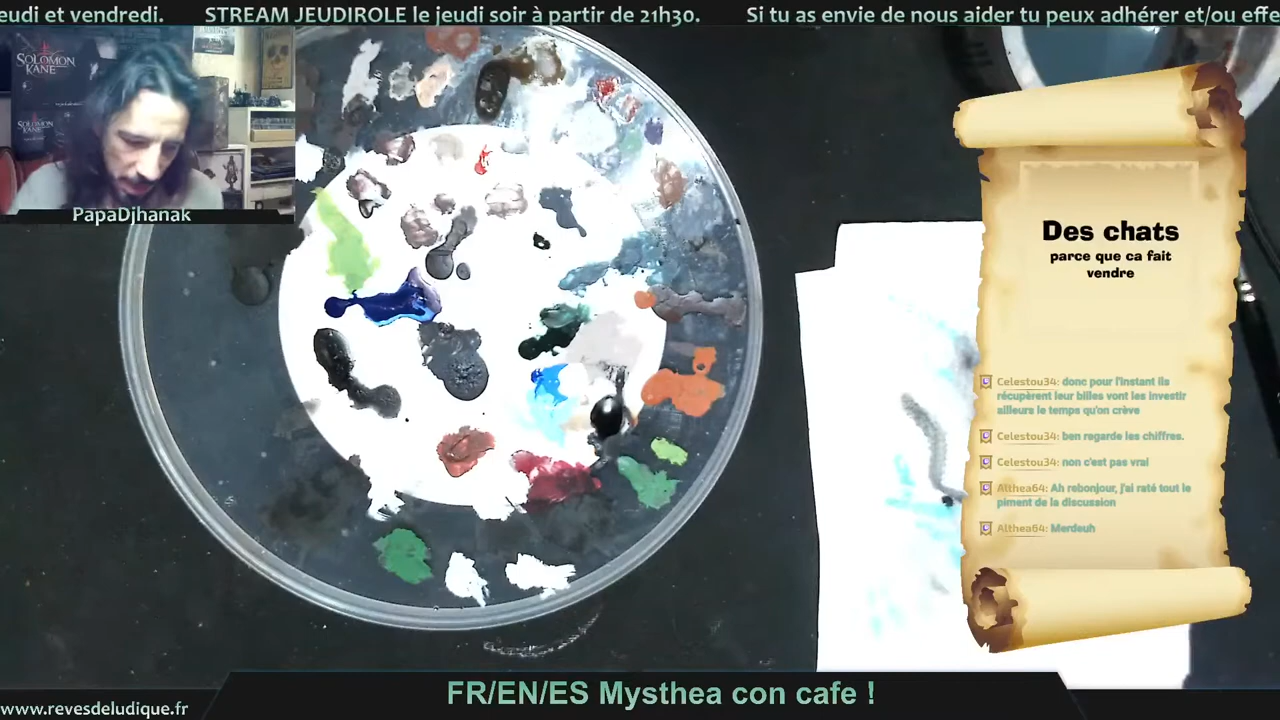 eudi et vendredi. STREAM JEUDIROLE le jeudi soir à partir de 21h30. Si tu as envie de nous aider tu peux adhérer et/ou effe
SOLOMON
KANE
SOLOMON
KANE
PapaDjhanak
Des chats
parce que ca fait
vendre
Celestou34: donc pour l'instant ils
récupèrent leur billes vont les investir
ailleurs le temps qu'on crève
Celestou34: ben regarde les chiffres.
Celestou34: non c'est pas vrai
Althea64: Ah rebonjour, j'ai raté tout le
piment de la discussion
Althea64: Merdeuh
FR/EN/ES Mysthea con cafe !
www.revesdeludique.fr